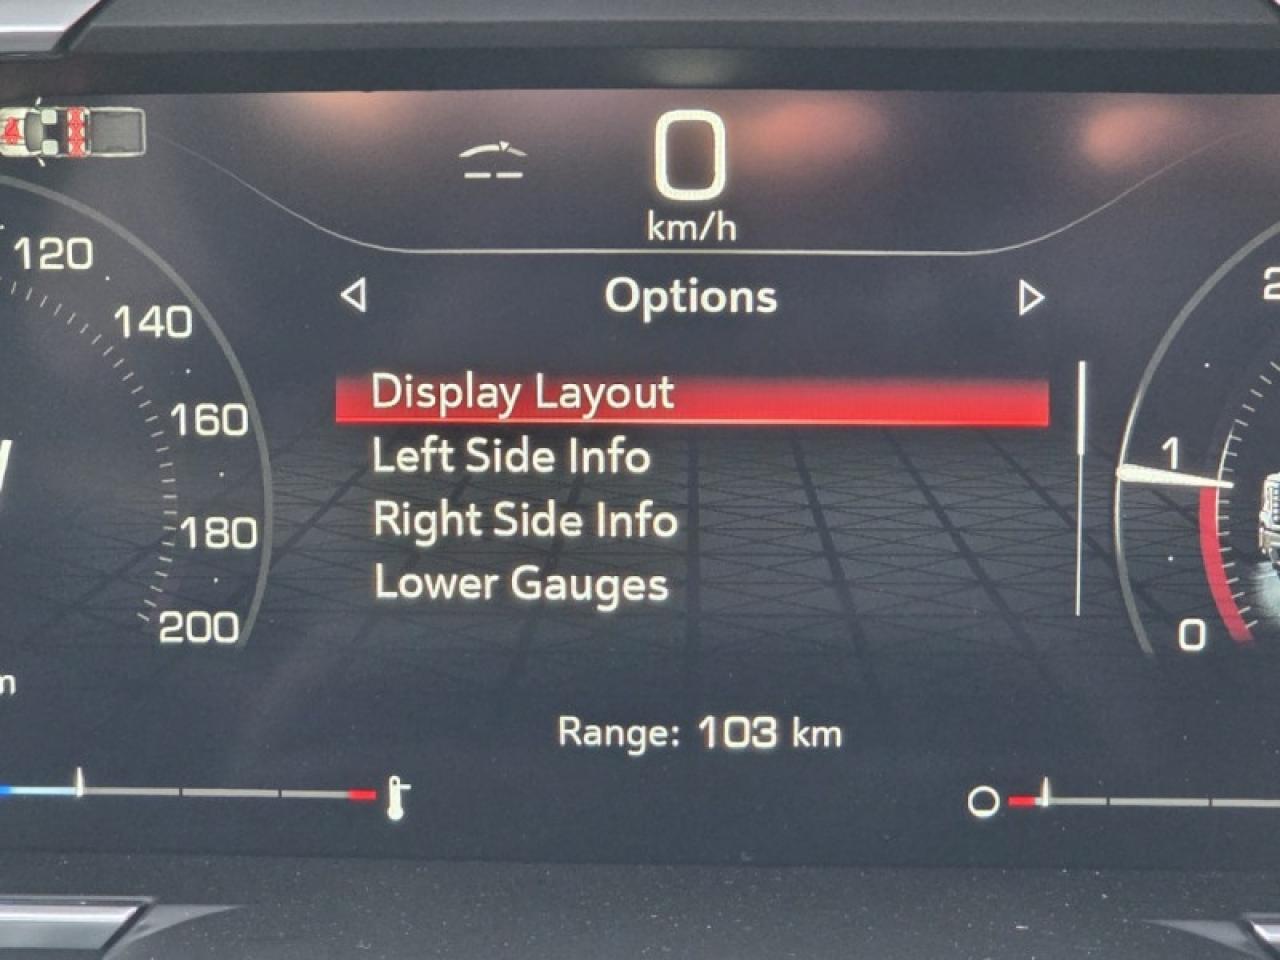 0
km/h
120
140
160
180
200
Options
Display Layout
Left Side Info
Right Side Info
Lower Gauges
1
0
Range: 103 km